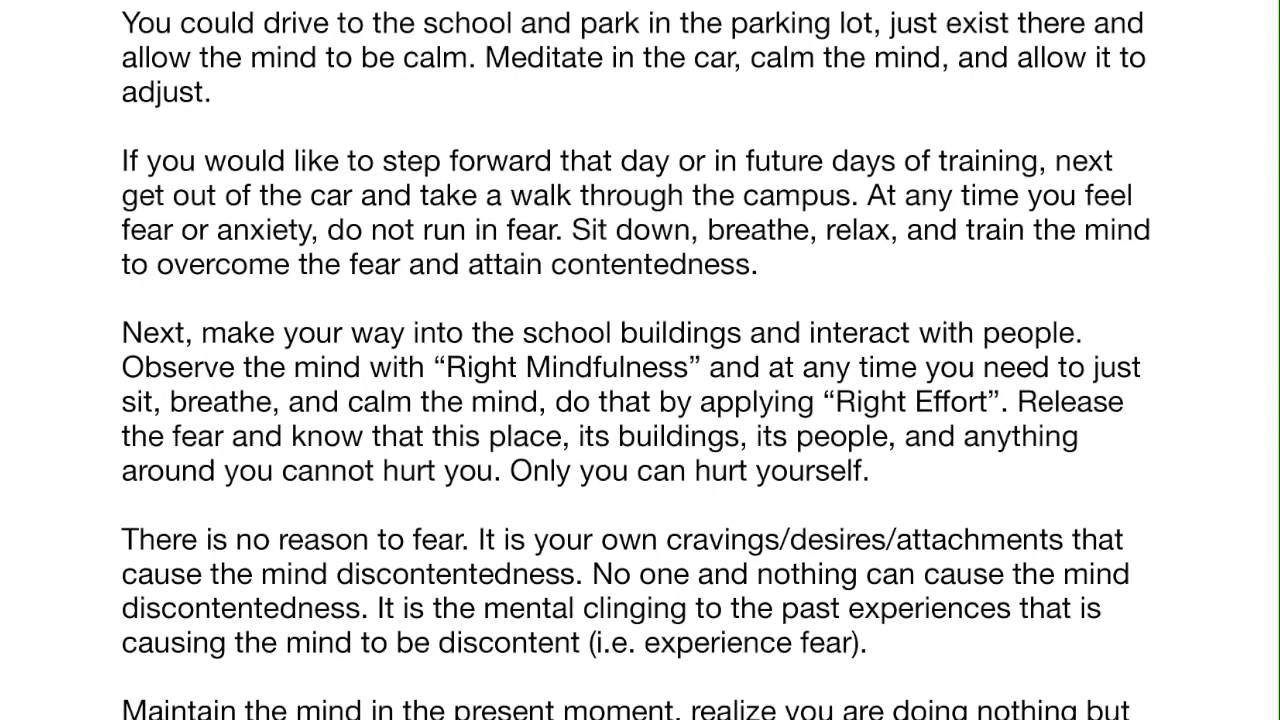 You could drive to the school and park in the parking lot, just exist there and
allow the mind to be calm. Meditate in the car, calm the mind, and allow it to
adjust.
If you would like to step forward that day or in future days of training, next
get out of the car and take a walk through the campus. At any time you feel
fear or anxiety, do not run in fear. Sit down, breathe, relax, and train the mind
to overcome the fear and attain contentedness.
Next, make your way into the school buildings and interact with people.
Observe the mind with “Right Mindfulness” and at any time you need to just
sit, breathe, and calm the mind, do that by applying “Right Effort”. Release
the fear and know that this place, its buildings, its people, and anything
around you cannot hurt you. Only you can hurt yourself.
There is no reason to fear. It is your own cravings/desires/attachments that
cause the mind discontentedness. No one and nothing can cause the mind
discontentedness. It is the mental clinging to the past experiences that is
causing the mind to be discontent (i.e. experience fear).
Maintain the mind in the present moment, realize you are doing nothing but